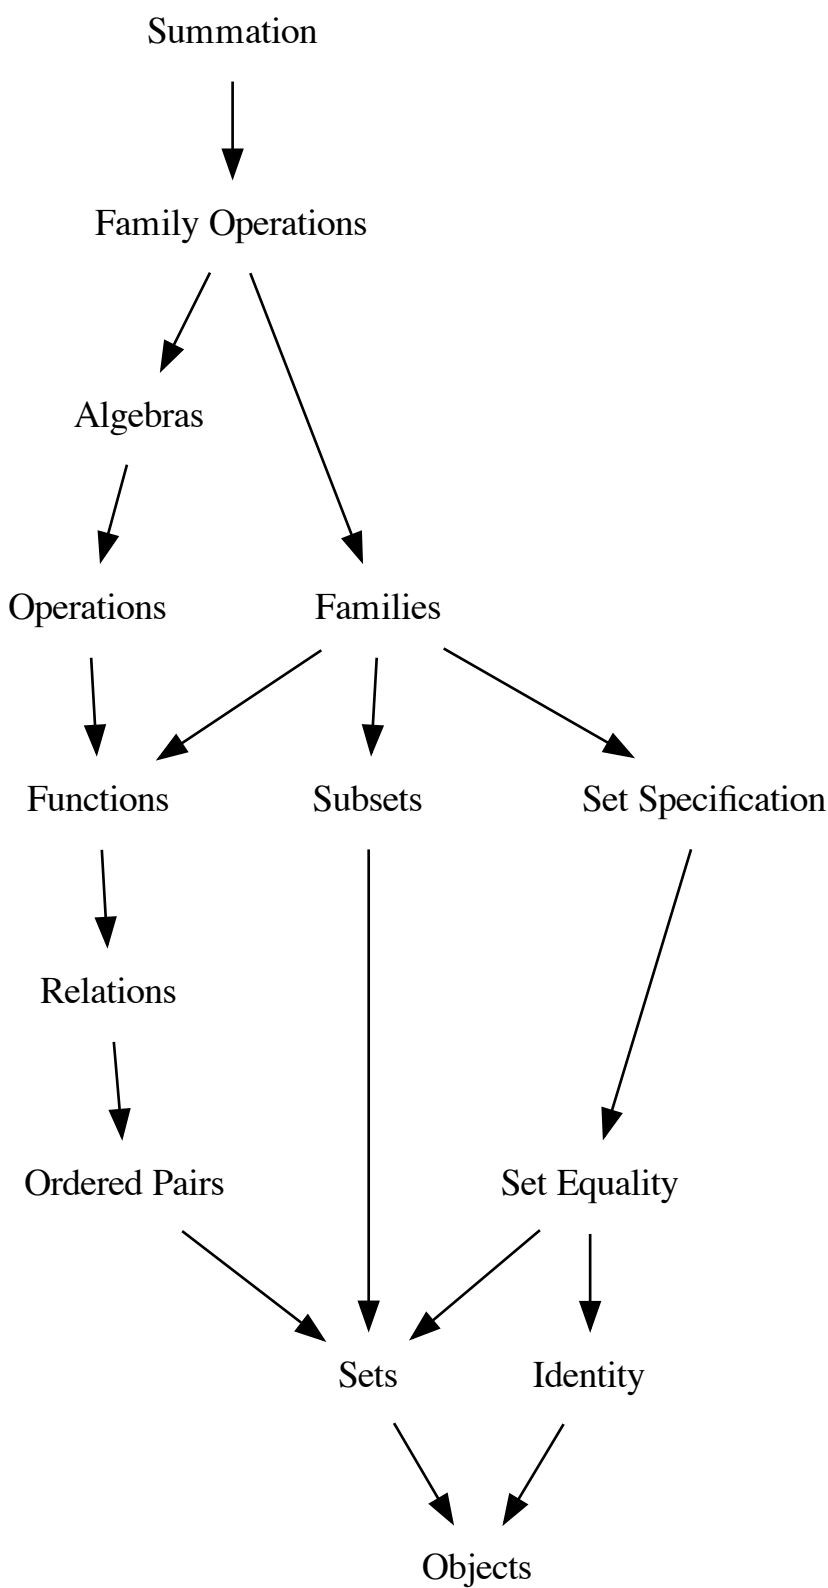 Summation
Family Operations
Algebras
Operations
Families
Functions
Subsets
Set Specification
Relations
Ordered Pairs
Set Equality
Sets
Identity
Objects